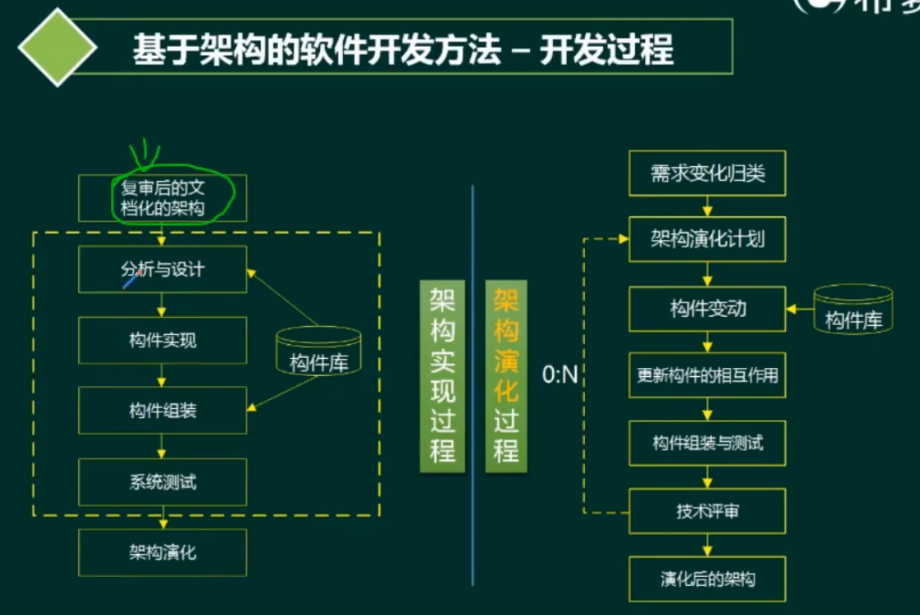 基于架构的软件开发方法 – 开发过程
复审后的文
档化的架构
分析与设计
构件实现
构件组装
系统测试
架构演化
构件库
架构实现过程
架构演化过程
0:N
需求变化归类
架构演化计划
构件变动
构件库
更新构件的相互作用
构件组装与测试
技术评审
演化后的架构